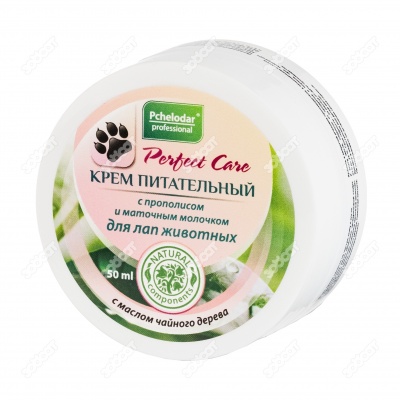 Pchelodar
professional
Perfect Care
КРЕМ ПИТАТЕЛЬНЫЙ
с прополисом
и маточным молочком
для лап животных
50 ml
NATURAL
components
с маслом чайного дерева